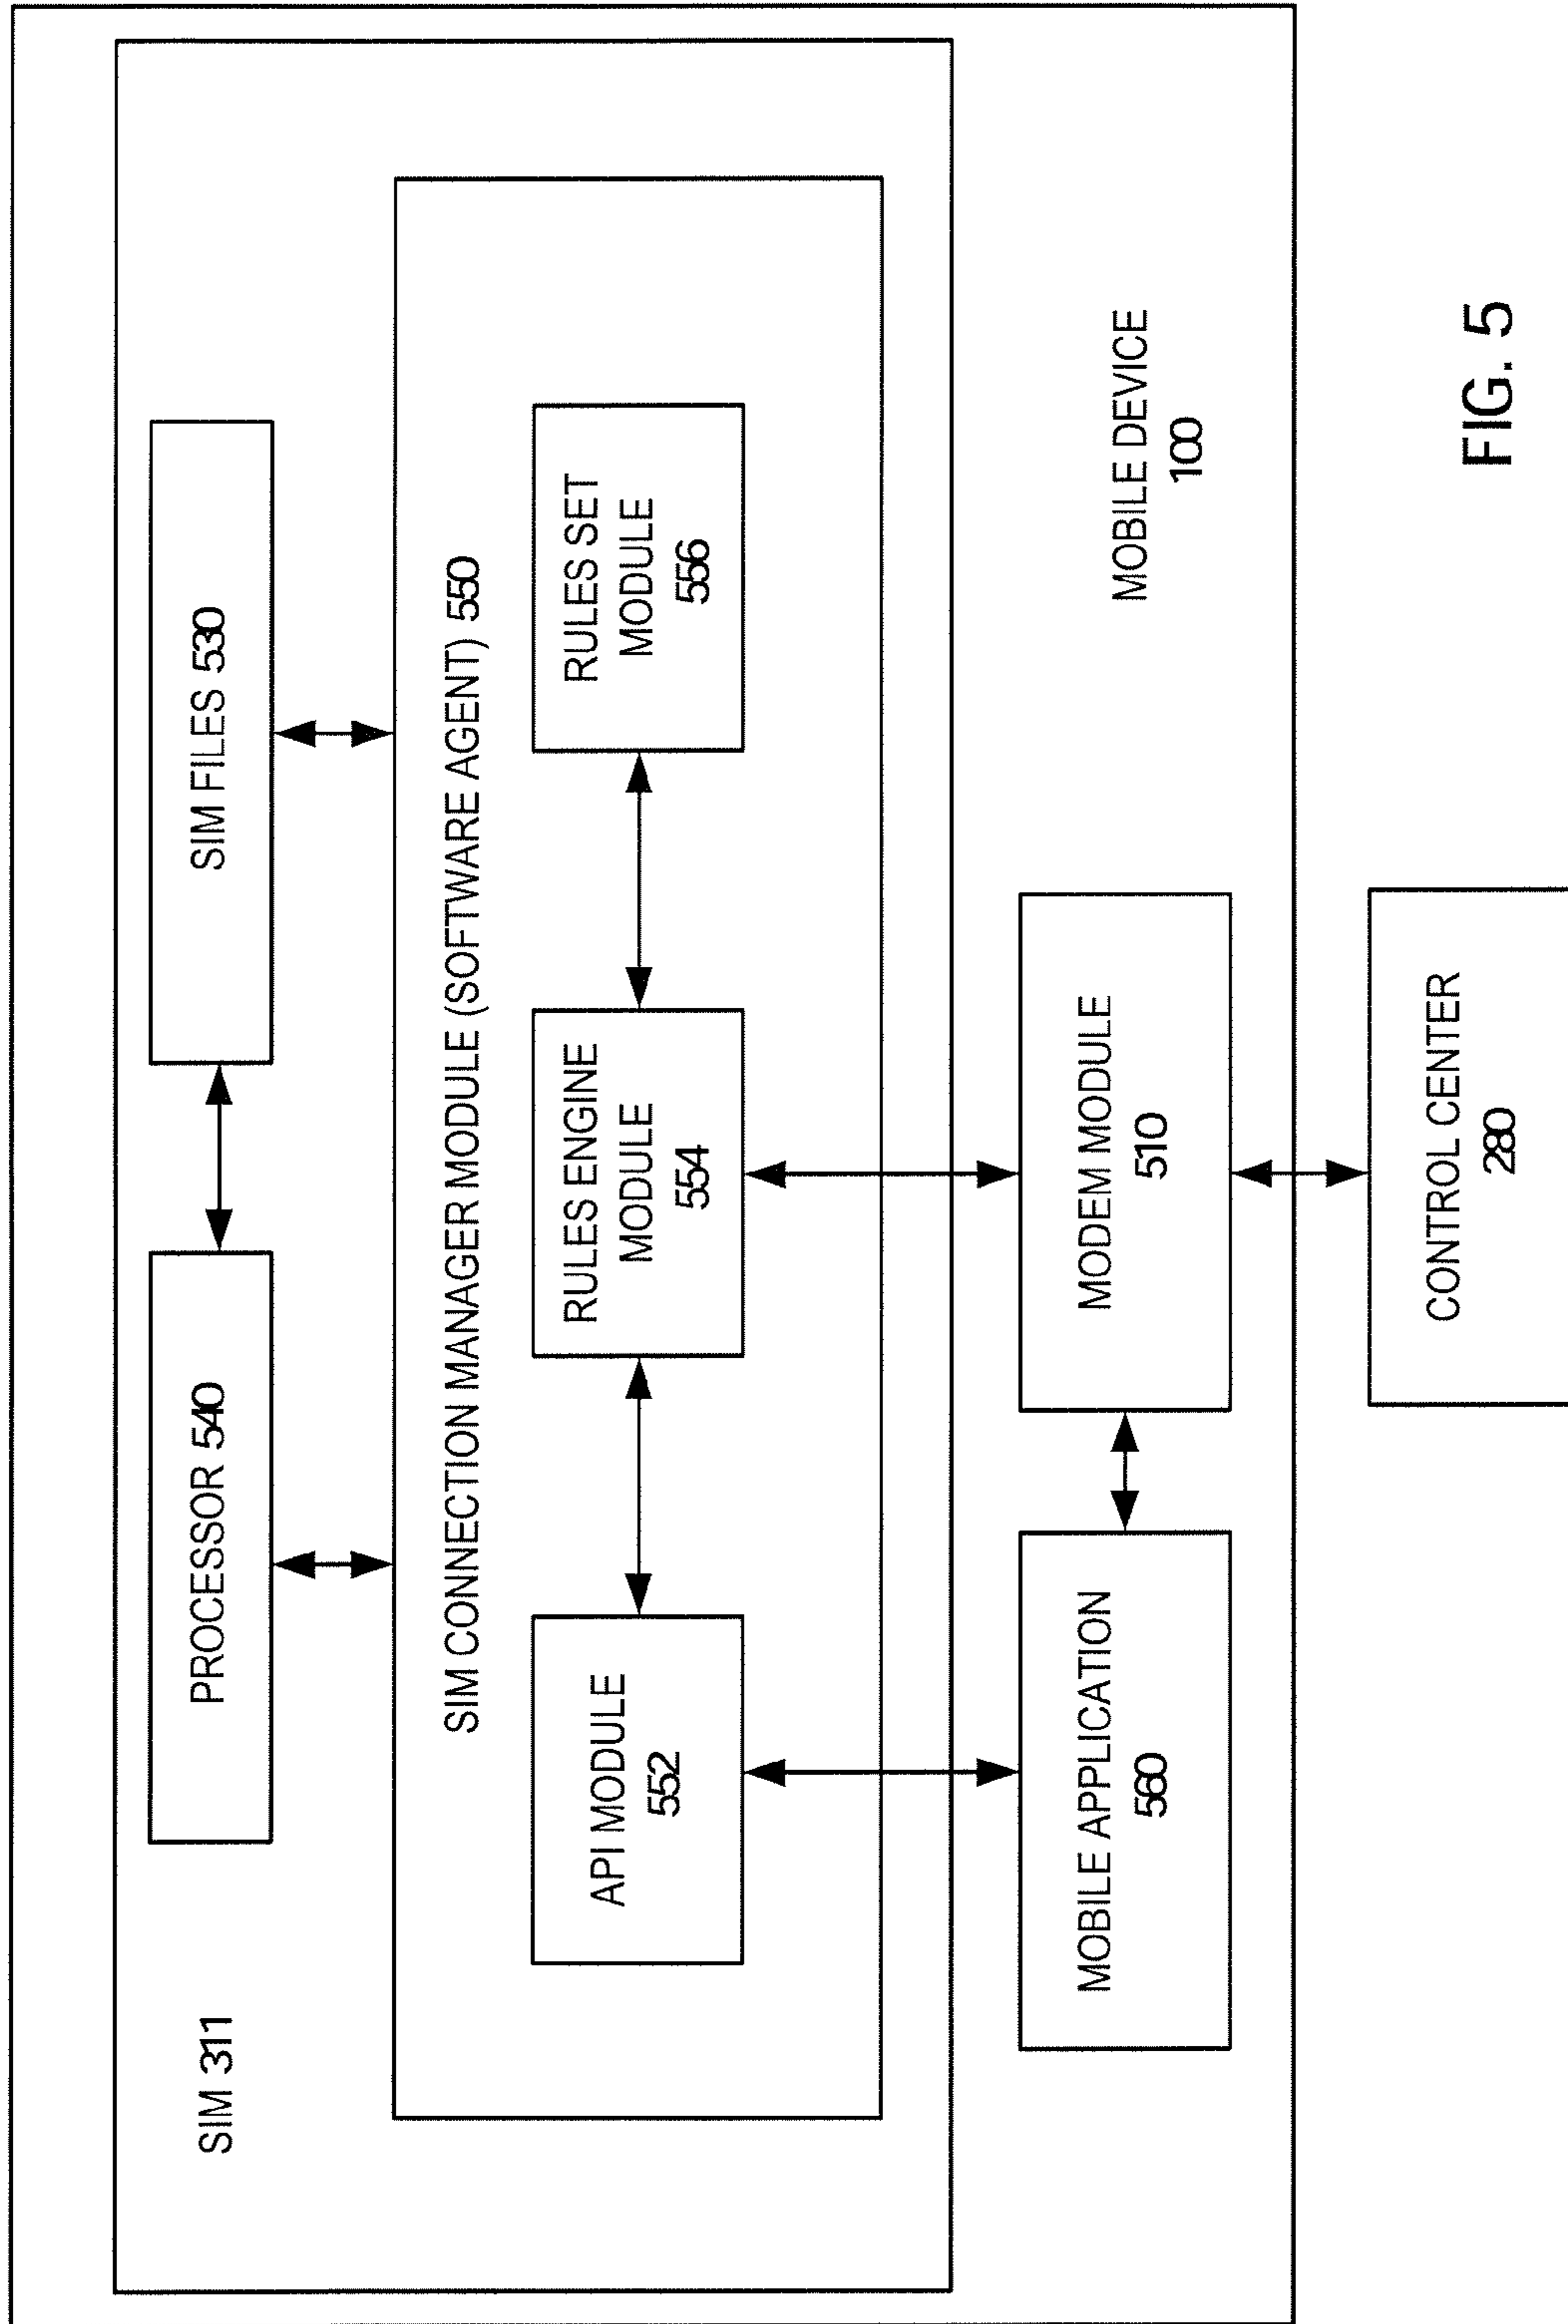 SIM 311
PROCESSOR 540
SIM FILES 530
SIM CONNECTION MANAGER MODULE (SOFTWARE AGENT) 550
API MODULE
552
RULES ENGINE
MODULE
554
RULES SET
MODULE
556
MOBILE APPLICATION
560
MODEM MODULE
510
MOBILE DEVICE
100
CONTROL CENTER
280
FIG. 5